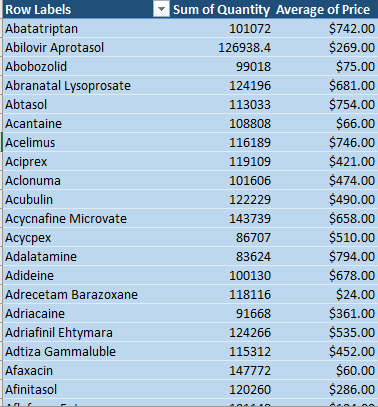 Row Labels Sum of Quantity Average of Price
Abatatriptan 101072 $742.00
Abilovir Aprotasol 126938.4 $269.00
Abobozolid 99018 $75.00
Abranatal Lysoprosate 124196 $681.00
Abtasol 113033 $754.00
Acantaine 108808 $66.00
Acelimus 116189 $746.00
Aciprex 119109 $421.00
Aclonuma 101606 $474.00
Acubulin 122229 $490.00
Acycnafine Microvate 143739 $658.00
Acycpex 86707 $510.00
Adalatamine 83624 $794.00
Adideine 100130 $678.00
Adrecetam Barazoxane 118116 $24.00
Adriacaine 91668 $361.00
Adriafinil Ehtymara 124266 $535.00
Adtiza Gammaluble 115312 $452.00
Afaxacin 147772 $60.00
Afinitasol 120260 $286.00